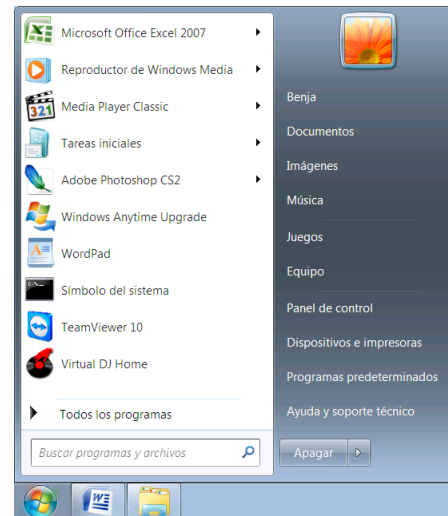 Microsoft Office Excel 2007
Reproductor de Windows Media
Media Player Classic
Tareas iniciales
Adobe Photoshop CS2
Windows Anytime Upgrade
WordPad
Símbolo del sistema
TeamViewer 10
Virtual DJ Home
Todos los programas
Buscar programas y archivos
Benja
Documentos
Imágenes
Música
Juegos
Equipo
Panel de control
Dispositivos e impresoras
Programas predeterminados
Ayuda y soporte técnico
Apagar
321